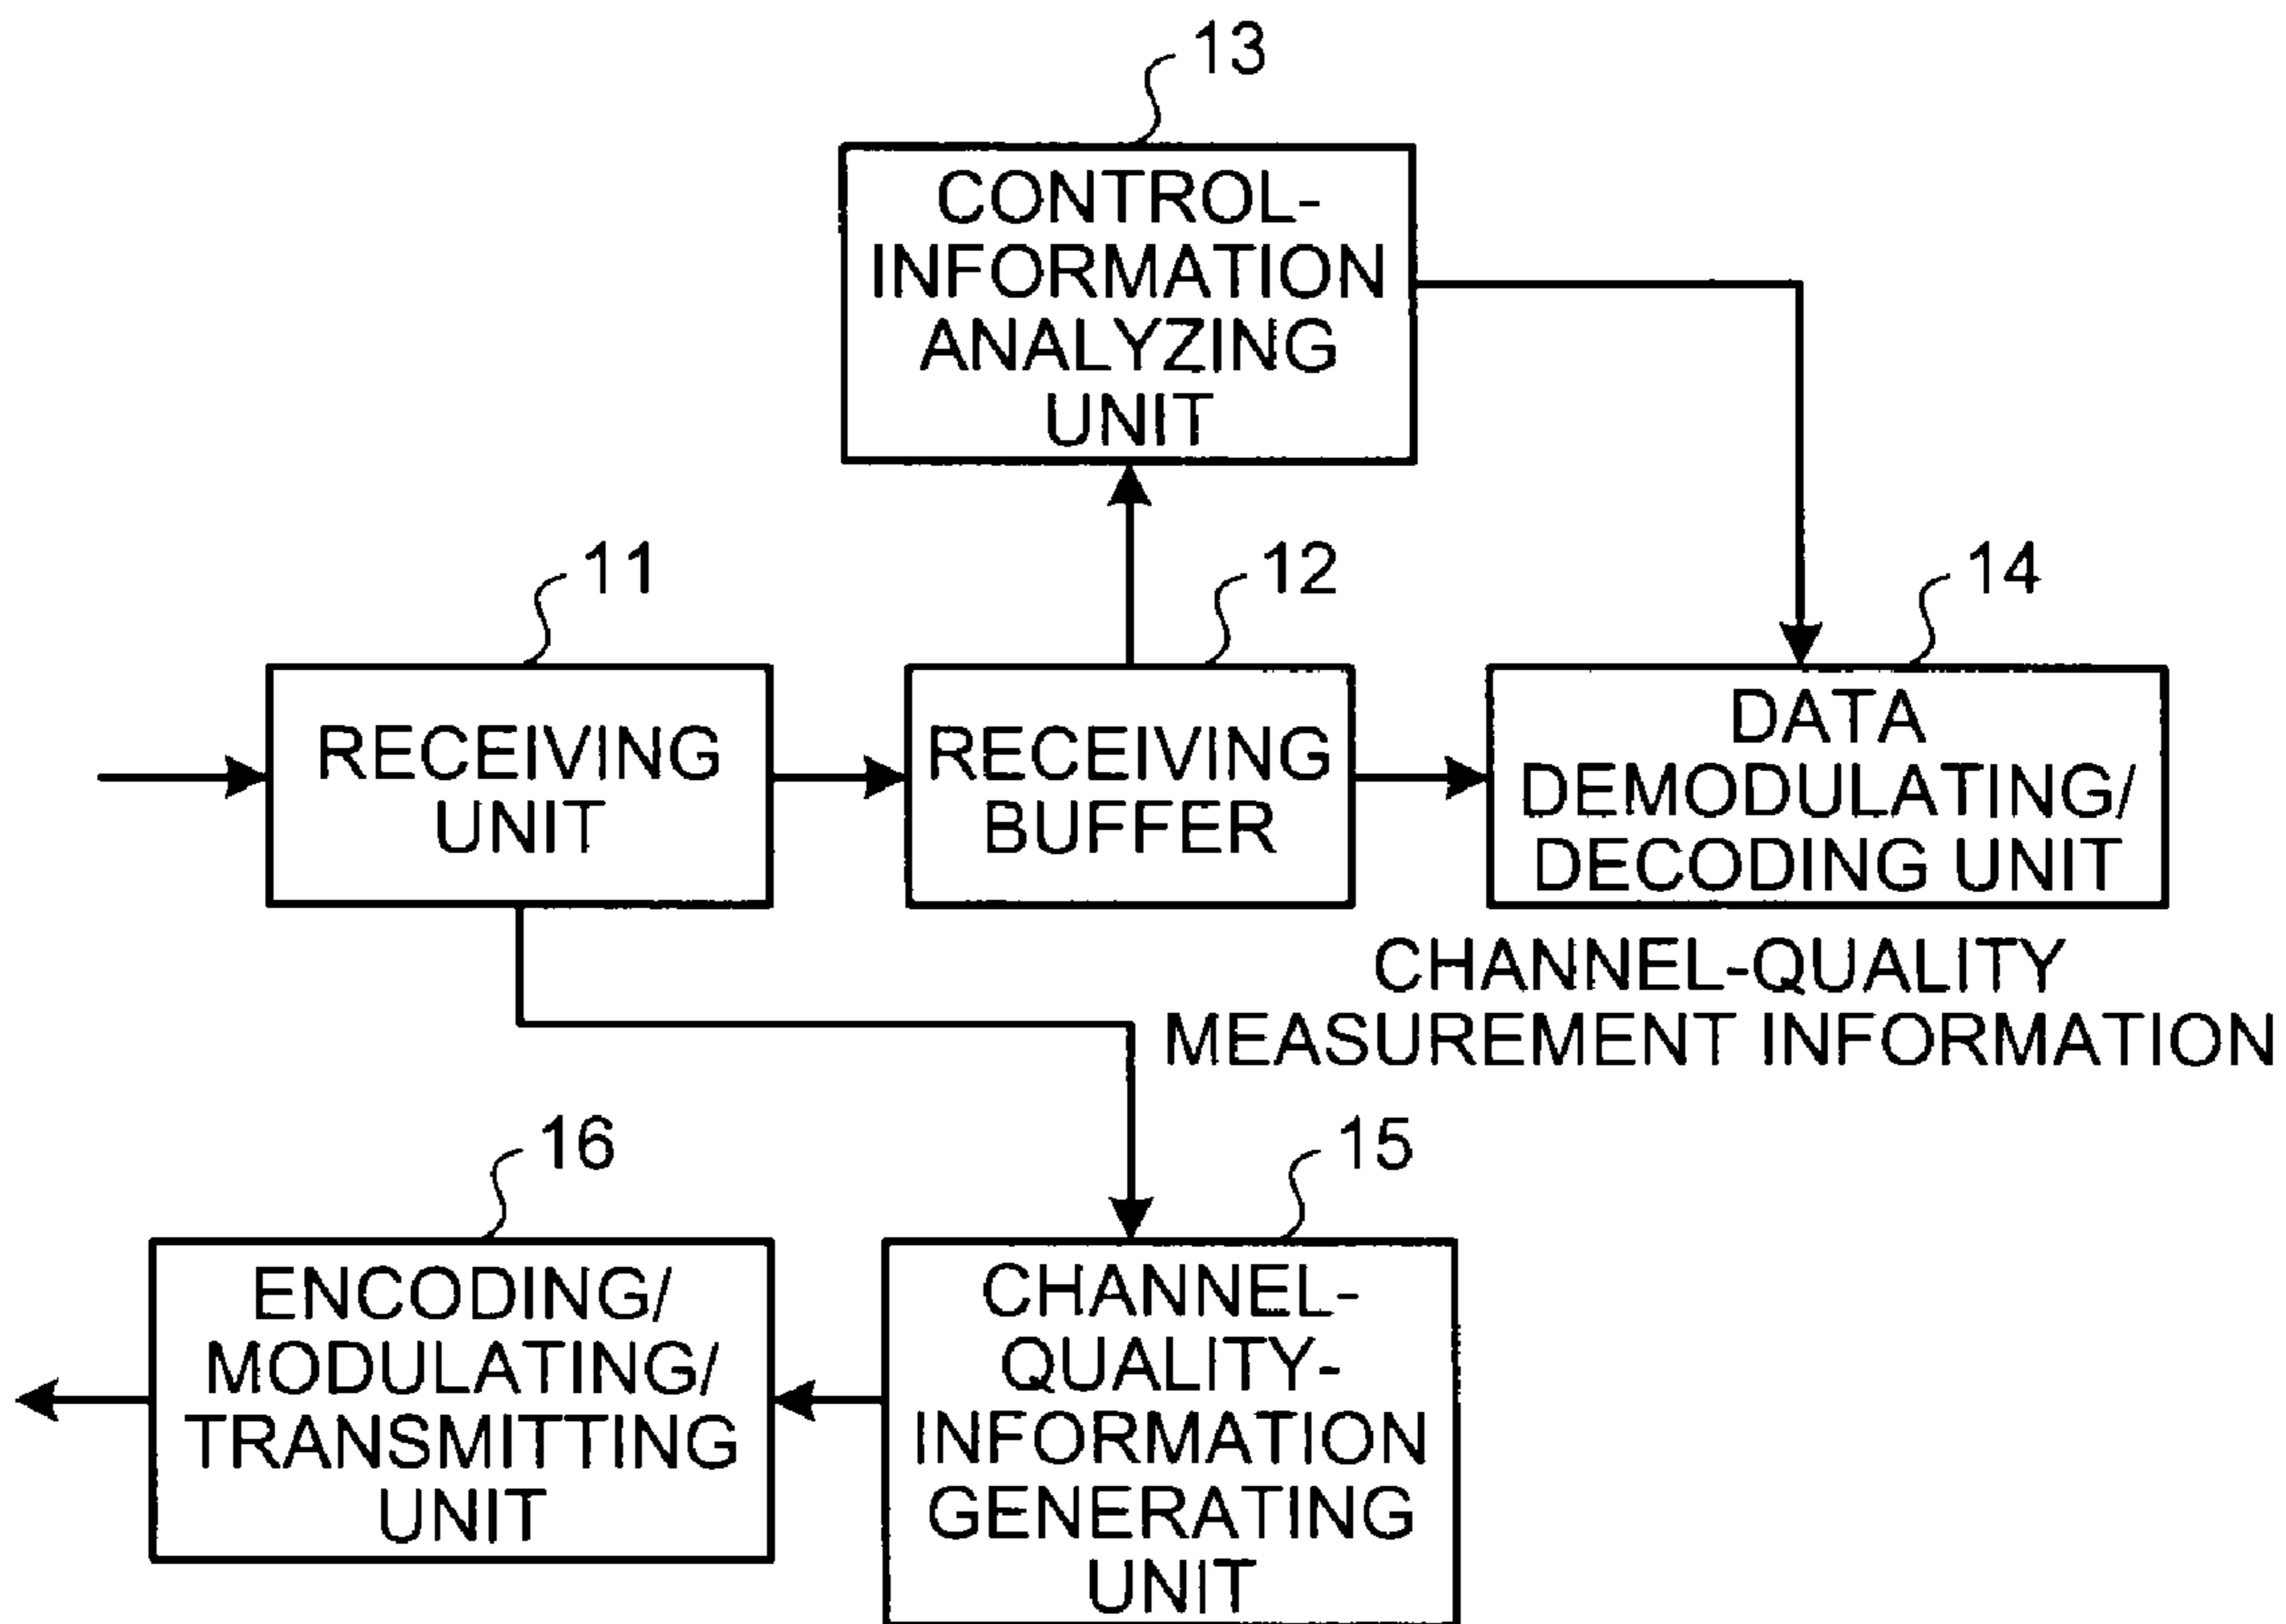 13
CONTROL-
INFORMATION
ANALYZING
UNIT
11
12
14
RECEIVING
UNIT
RECEIVING
BUFFER
DATA
DEMODULATING/
DECODING UNIT
CHANNEL-QUALITY
MEASUREMENT INFORMATION
16
15
ENCODING/
MODULATING/
TRANSMITTING
UNIT
CHANNEL-
QUALITY-
INFORMATION
GENERATING
UNIT